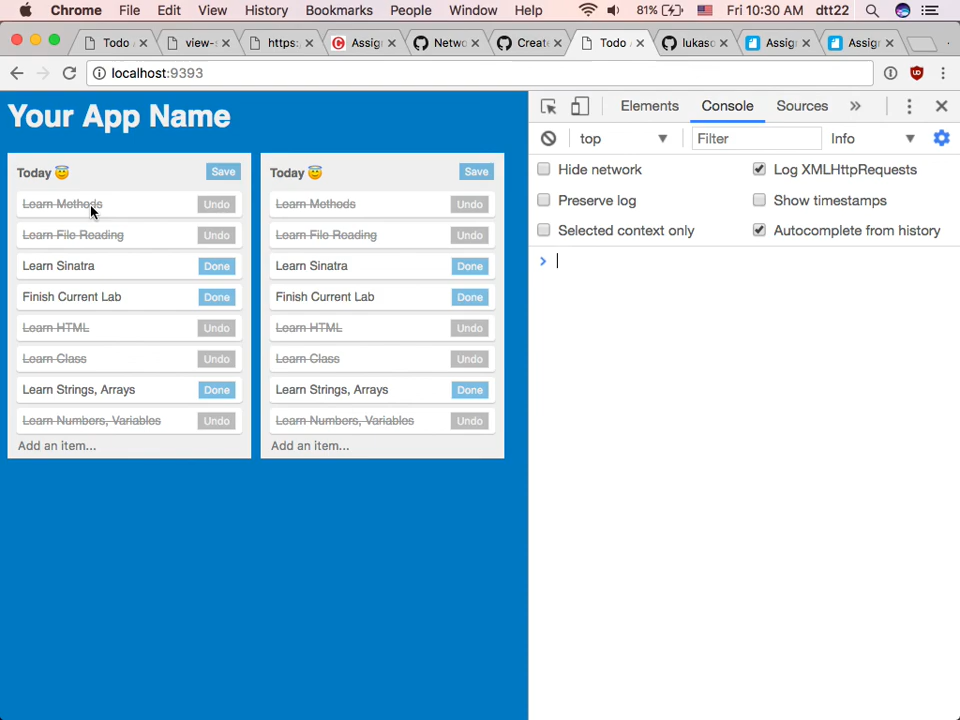 Chrome File Edit View History Bookmarks People Window Help 81% Fri 10:30 AM dtt22
Todo view-s https: Assig Netwo Create Todo lukaso Assig Assig
localhost:9393
Elements Console Sources »
top Filter Info
Hide network Log XMLHttpRequests
Preserve log Show timestamps
Selected context only Autocomplete from history
Your App Name
Today 😇 Save
Learn Methods Undo
Learn File Reading Undo
Learn Sinatra Done
Finish Current Lab Done
Learn HTML Undo
Learn Class Undo
Learn Strings, Arrays Done
Learn Numbers, Variables Undo
Add an item...
Today 😇 Save
Learn Methods Undo
Learn File Reading Undo
Learn Sinatra Done
Finish Current Lab Done
Learn HTML Undo
Learn Class Undo
Learn Strings, Arrays Done
Learn Numbers, Variables Undo
Add an item...